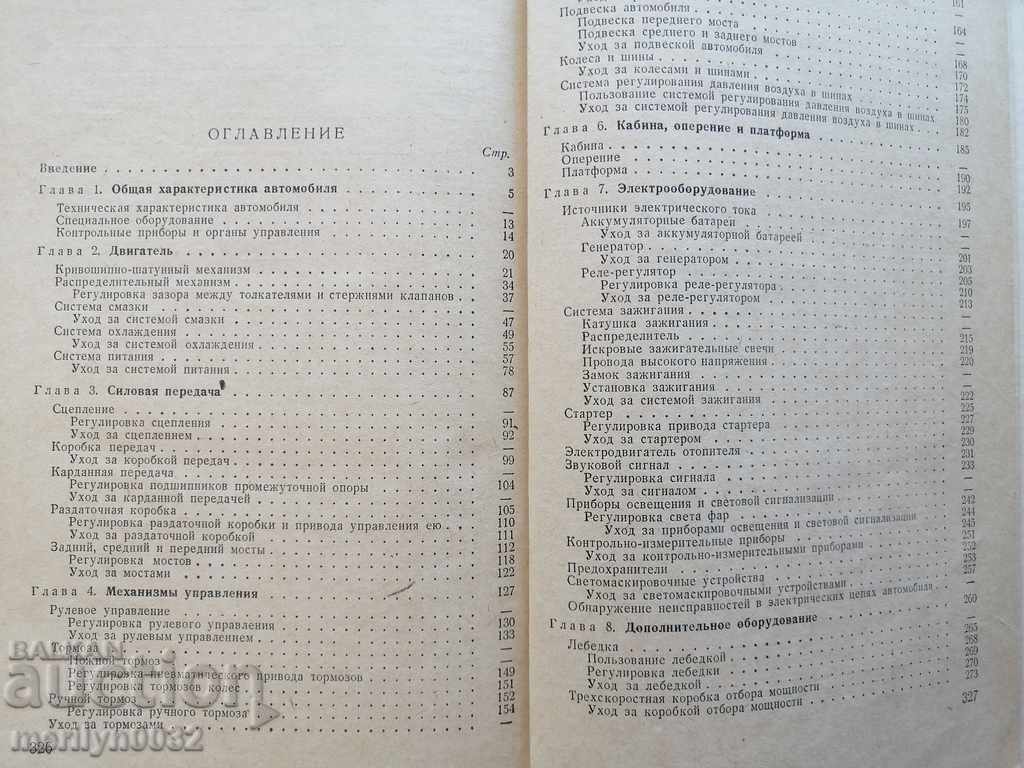 ОГЛАВЛЕНИЕ
Стр.
Введение 3
Глава 1. Общая характеристика автомобиля 5
Техническая характеристика автомобиля —
Специальное оборудование 13
Контрольные приборы и органы управления 14
Глава 2. Двигатель 20
Кривошипно-шатунный механизм 21
Распределительный механизм 34
Регулировка зазора между толкателями и стержнями клапанов 37
Система смазки —
Уход за системой смазки 47
Система охлаждения 49
Уход за системой охлаждения 55
Система питания 57
Уход за системой питания 78
Глава 3. Силовая передача 87
Сцепление —
Регулировка сцепления 91
Уход за сцеплением 92
Коробка передач —
Уход за коробкой передач 99
Карданная передача —
Регулировка подшипников промежуточной опоры 104
Уход за карданной передачей —
Раздаточная коробка 105
Регулировка раздаточной коробки и привода управления ею 110
Уход за раздаточной коробкой 111
Задний, средний и передний мосты 112
Регулировка мостов 118
Уход за мостами 122
Глава 4. Механизмы управления 127
Рулевое управление —
Регулировка рулевого управления 130
Уход за рулевым управлением 133
Тормоза —
Ножной тормоз —
Регулировка пневматического привода тормозов 149
Регулировка тормозов колес 151
Ручной тормоз 152
Регулировка ручного тормоза 154
Уход за тормозами —
326
161
Подвеска автомобиля —
Подвеска переднего моста —
Подвеска среднего и заднего мостов 164
Уход за подвеской автомобиля —
Колеса и шины 168
Уход за колесами и шинами 170
Система регулирования давления воздуха в шинах 172
Пользование системой регулирования давления воздуха в шинах 174
Уход за системой регулирования давления воздуха в шинах 175
180
Глава 6. Кабина, оперение и платформа 182
Кабина 185
Оперение
Платформа 190
Глава 7. Электрооборудование 192
Источники электрического тока 195
Аккумуляторные батареи 197
Уход за аккумуляторной батареей —
Генератор —
Уход за генератором 201
Реле-регулятор 203
Регулировка реле-регулятора 205
Уход за реле-регулятором 210
Система зажигания 213
Катушка зажигания —
Распределитель —
Искровые зажигательные свечи 215
Провода высокого напряжения 219
Замок зажигания 220
Установка зажигания —
Уход за системой зажигания 222
Стартер 225
Регулировка привода стартера 227
Уход за стартером 229
Электродвигатель отопителя 230
Звуковой сигнал 231
Регулировка сигнала 233
Уход за сигналом —
Приборы освещения и световой сигнализации —
Регулировка света фар 242
Уход за приборами освещения и световой сигнализации 244
Контрольно-измерительные приборы 245
Уход за контрольно-измерительными приборами 251
Предохранители 252
Светомаскировочные устройства 253
Уход за светомаскировочными устройствами 257
Обнаружение неисправностей в электрических цепях автомобиля —
Глава 8. Дополнительное оборудование 260
Лебедка —
Пользование лебедкой 265
Регулировка лебедки 268
Уход за лебедкой 269
Трехскоростная коробка отбора мощности 270
Уход за коробкой отбора мощности 273
327
BALKAN
auction
merilyn0032